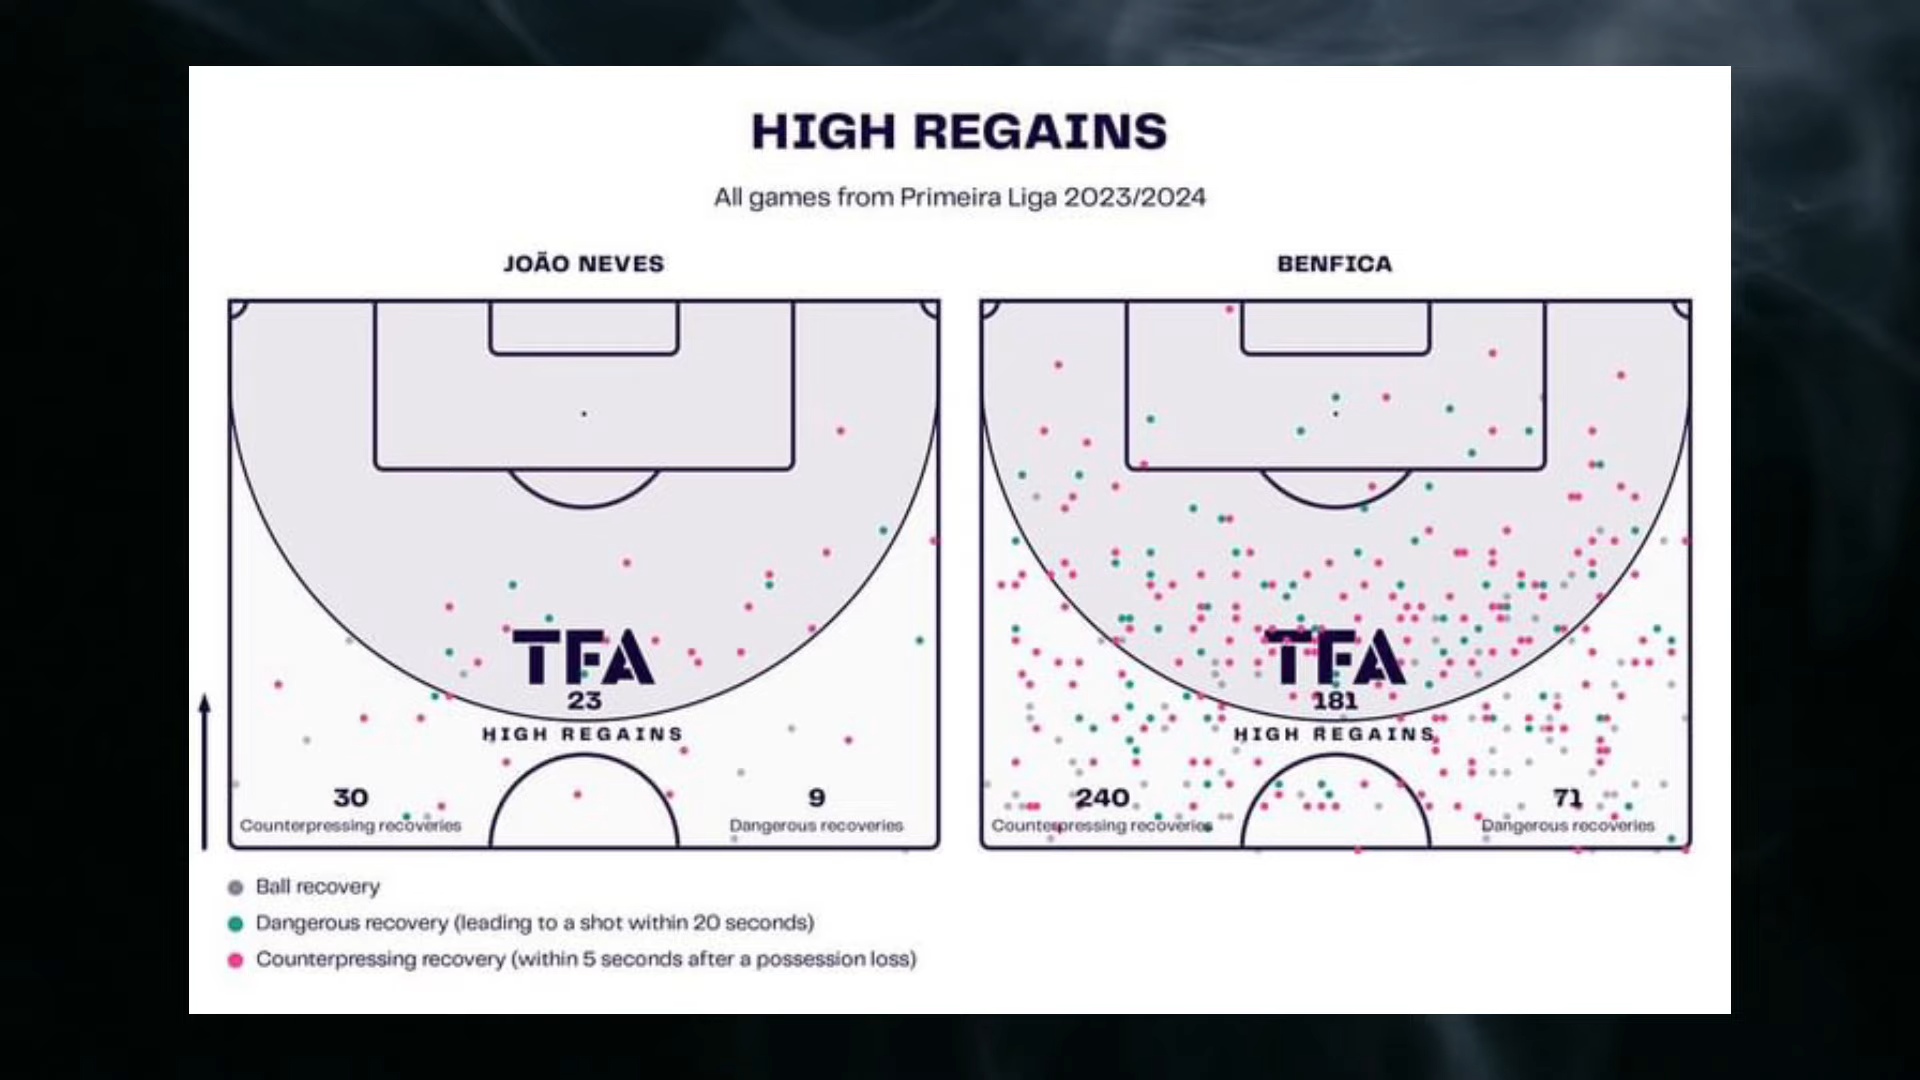 HIGH REGAINS
All games from Primeira Liga 2023/2024
JOÃO NEVES
TFA
23
HIGH REGAINS
30
Counterpressing recoveries
9
Dangerous recoveries
BENFICA
TFA
181
HIGH REGAINS
240
Counterpressing recoveries
71
Dangerous recoveries
Ball recovery
Dangerous recovery (leading to a shot within 20 seconds)
Counterpressing recovery (within 5 seconds after a possession loss)